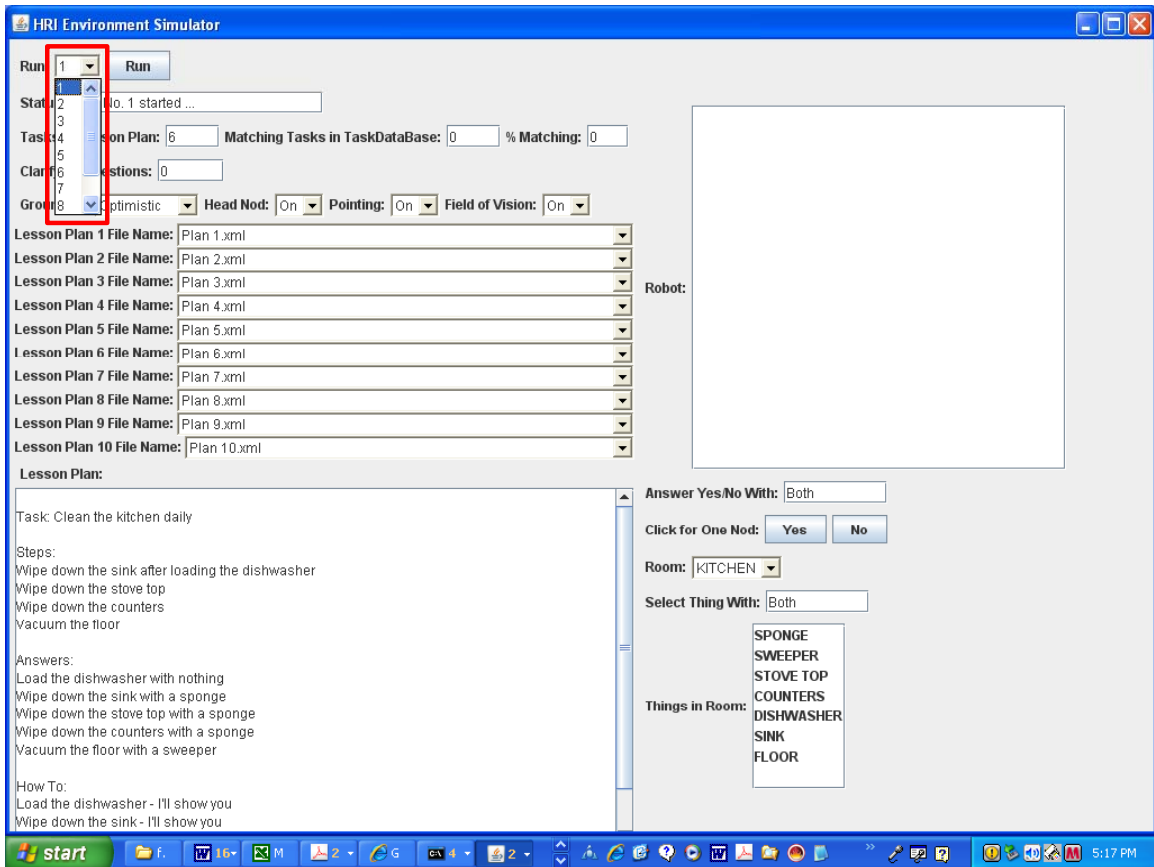 HRI Environment Simulator
Run 1 Run
1
2
3
4
5
6
7
8
Statu No. 1 started ...
Tasks son Plan: 6 Matching Tasks in TaskDataBase: 0 % Matching: 0
Clarify estions: 0
Groun Optimistic Head Nod: On Pointing: On Field of Vision: On
Lesson Plan 1 File Name: Plan 1.xml
Lesson Plan 2 File Name: Plan 2.xml
Lesson Plan 3 File Name: Plan 3.xml
Lesson Plan 4 File Name: Plan 4.xml
Lesson Plan 5 File Name: Plan 5.xml
Lesson Plan 6 File Name: Plan 6.xml
Lesson Plan 7 File Name: Plan 7.xml
Lesson Plan 8 File Name: Plan 8.xml
Lesson Plan 9 File Name: Plan 9.xml
Lesson Plan 10 File Name: Plan 10.xml
Lesson Plan:
Task: Clean the kitchen daily
Steps:
Wipe down the sink after loading the dishwasher
Wipe down the stove top
Wipe down the counters
Vacuum the floor
Answers:
Load the dishwasher with nothing
Wipe down the sink with a sponge
Wipe down the stove top with a sponge
Wipe down the counters with a sponge
Vacuum the floor with a sweeper
How To:
Load the dishwasher - I'll show you
Wipe down the sink - I'll show you
Robot:
Answer Yes/No With: Both
Click for One Nod: Yes No
Room: KITCHEN
Select Thing With: Both
Things in Room:
SPONGE
SWEEPER
STOVE TOP
COUNTERS
DISHWASHER
SINK
FLOOR
start f. 16 M 2 G 4 2 5:17 PM